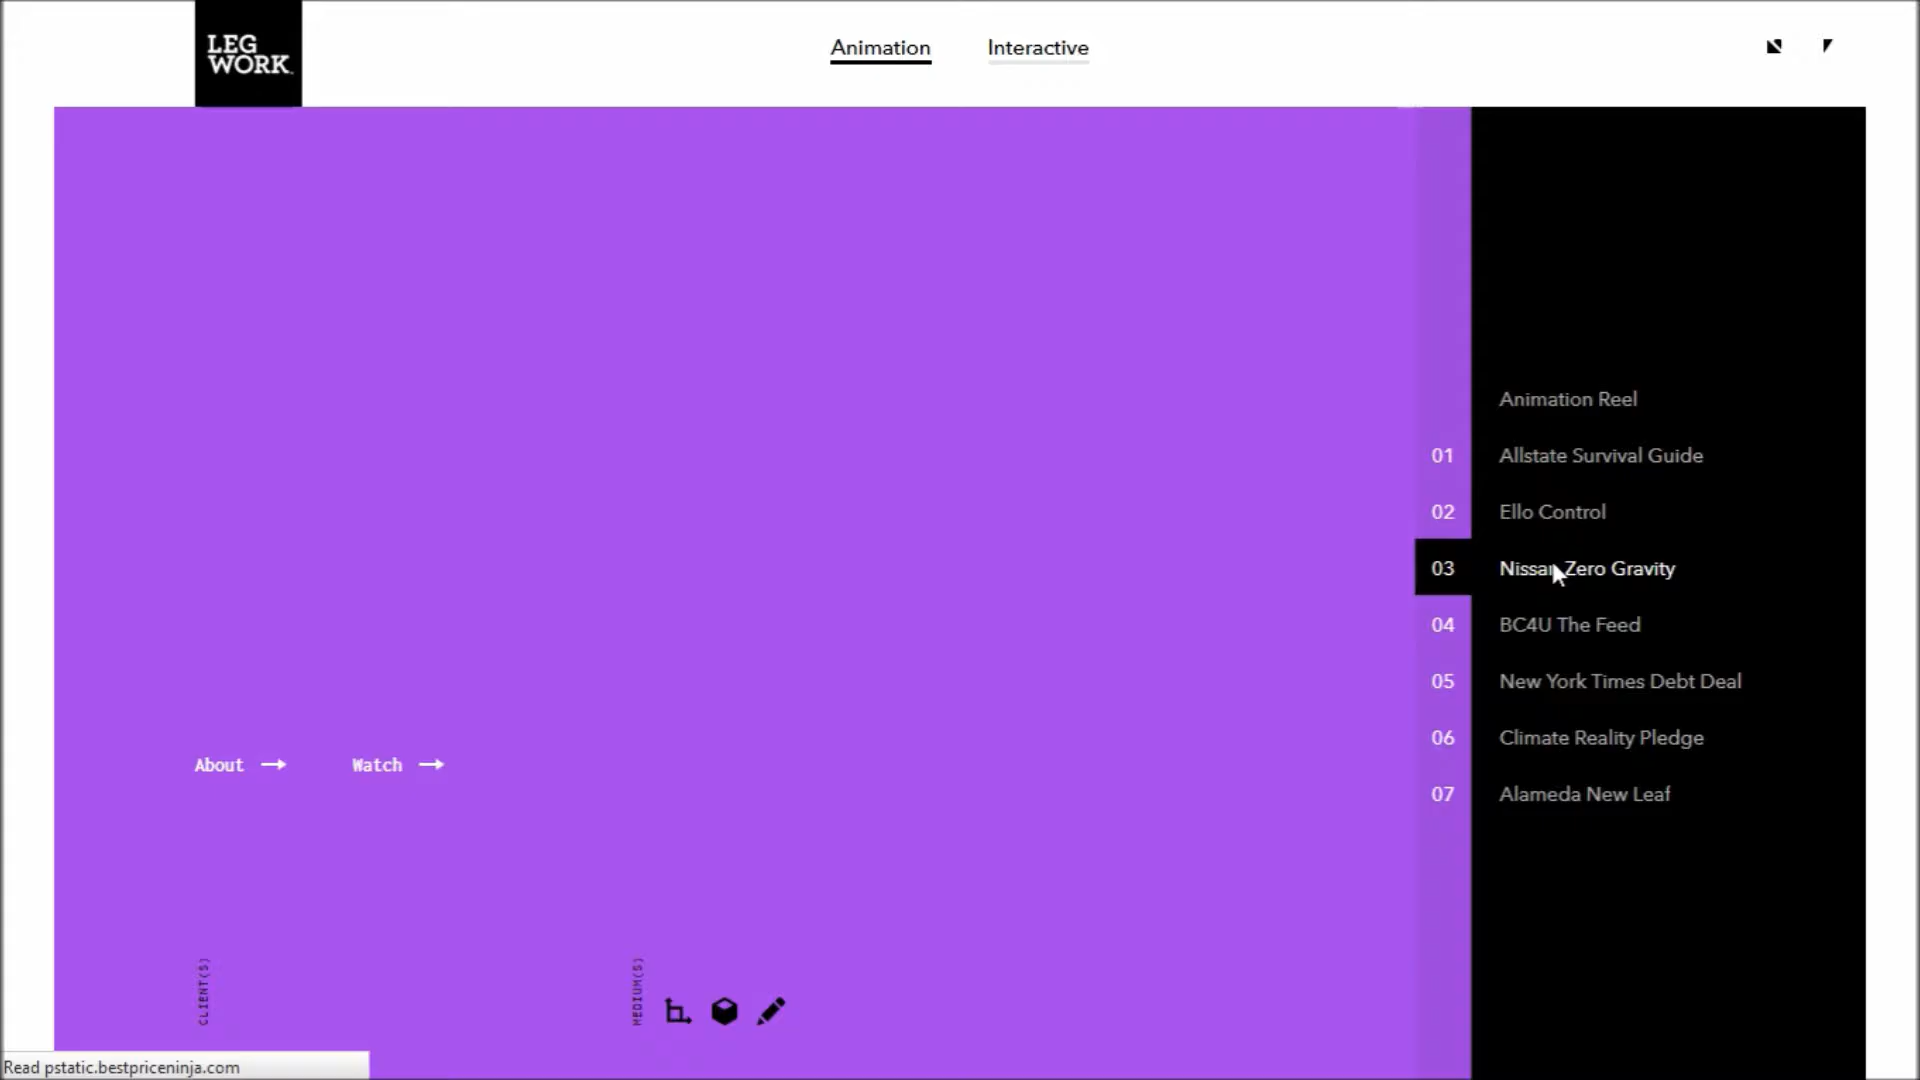 LEG
WORK.
Animation
Interactive
Animation Reel
01 Allstate Survival Guide
02 Ello Control
03 Nissan Zero Gravity
04 BC4U The Feed
05 New York Times Debt Deal
06 Climate Reality Pledge
07 Alameda New Leaf
About
Watch
CLIENT(S)
MEDIUM(S)
Read pstatic.bestpriceninja.com